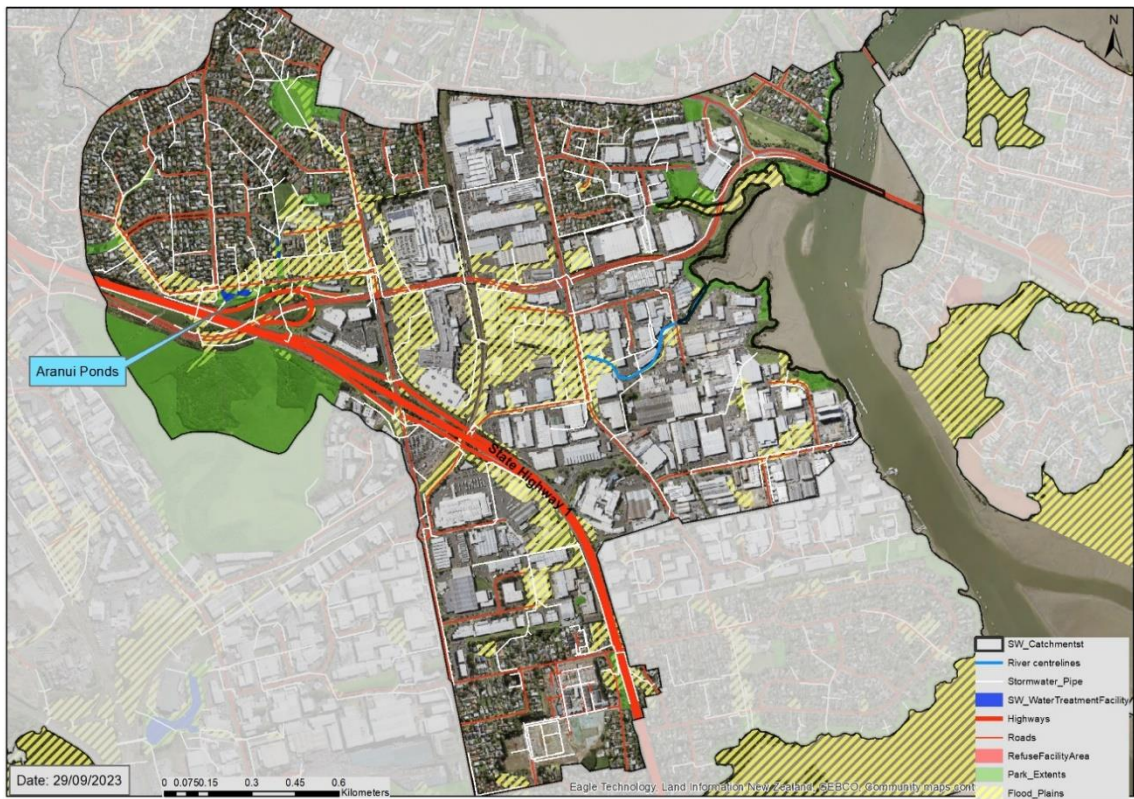 N
Aranui Ponds
State Highway 1
SW_Catchmentst
River centrelines
Stormwater_Pipe
SW_WaterTreatmentFacility
Highways
Roads
RefuseFacilityArea
Park_Extents
Flood_Plains
Date: 29/09/2023
0 0.0750.15 0.3 0.45 0.6
Kilometers
Eagle Technology, Land Information New Zealand, GEBCO, Community maps cont